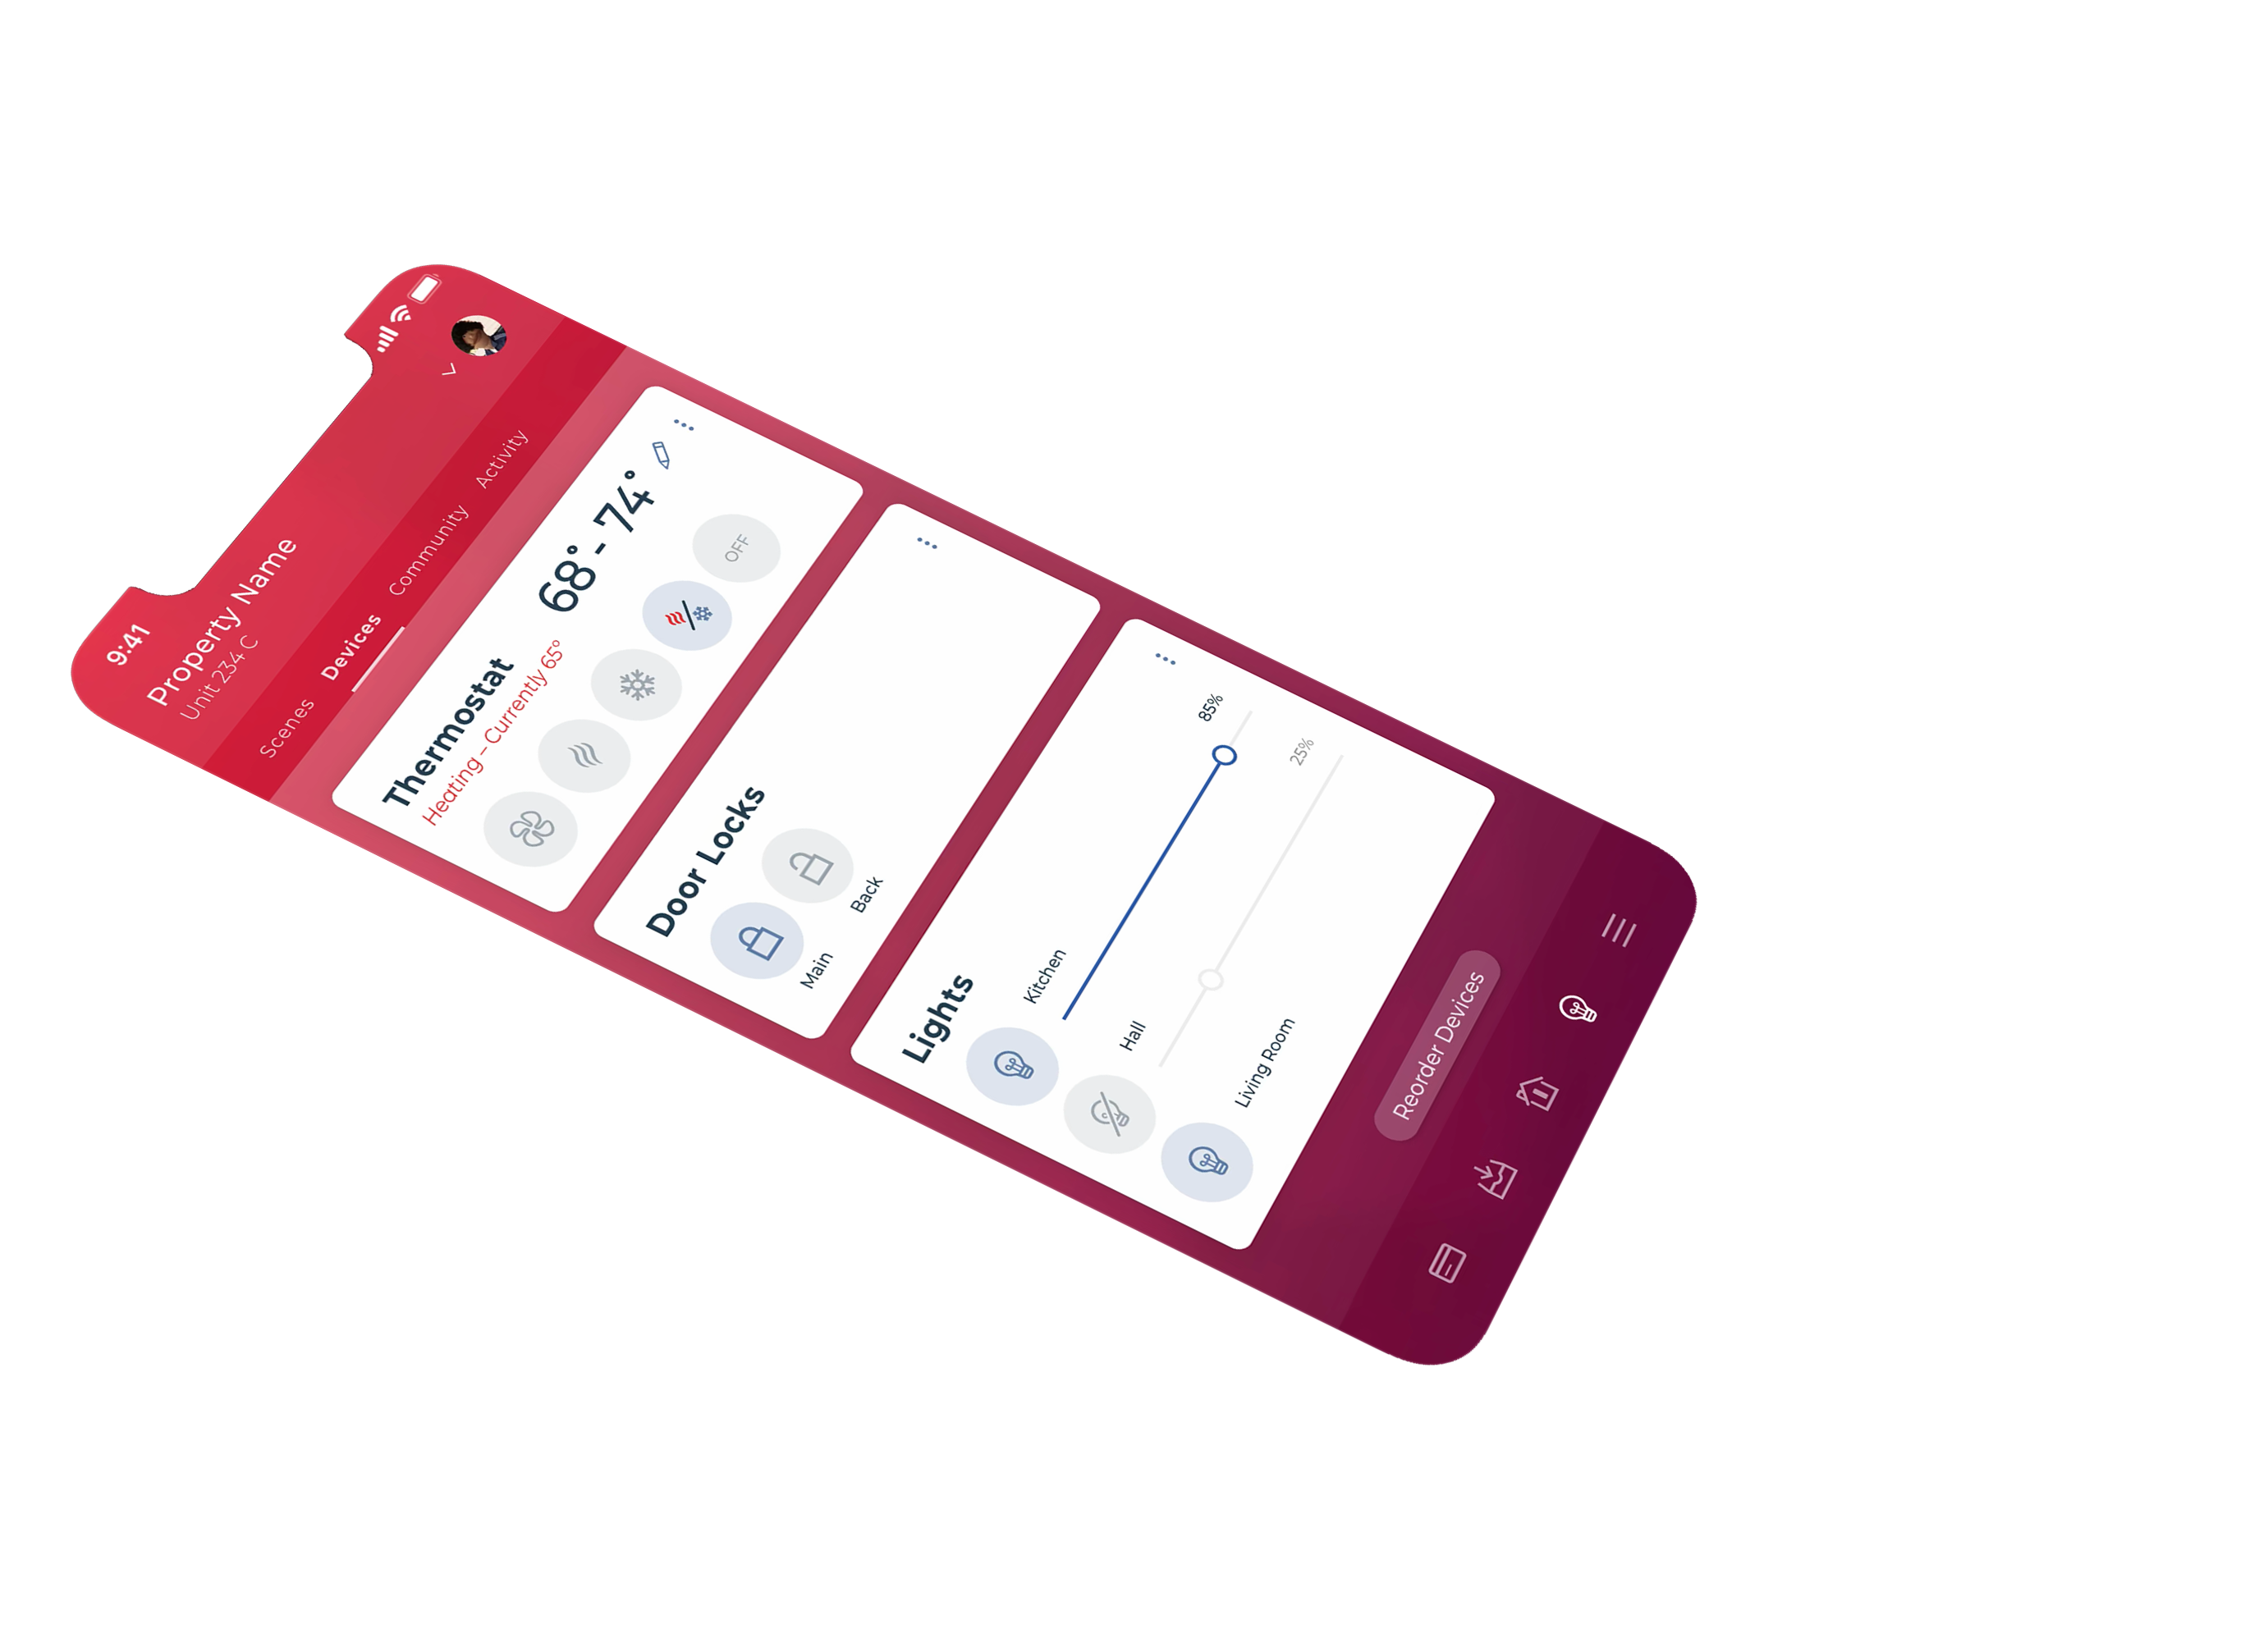 9:41
Property Name
Unit 234 C
Scenes Devices Community Activity
Thermostat 68° - 74°
Heating – Currently 65°
OFF
Door Locks
Main Back
Lights
Kitchen 85%
Hall 25%
Living Room
Reorder Devices